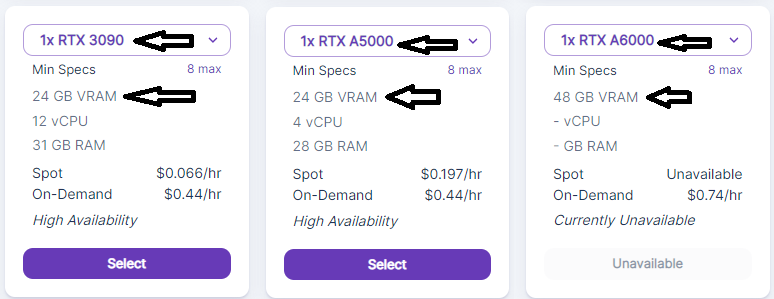 1x RTX 3090
Min Specs 8 max
24 GB VRAM
12 vCPU
31 GB RAM
Spot $0.066/hr
On-Demand $0.44/hr
High Availability
Select
1x RTX A5000
Min Specs 8 max
24 GB VRAM
4 vCPU
28 GB RAM
Spot $0.197/hr
On-Demand $0.44/hr
High Availability
Select
1x RTX A6000
Min Specs 8 max
48 GB VRAM
- vCPU
- GB RAM
Spot Unavailable
On-Demand $0.74/hr
Currently Unavailable
Unavailable